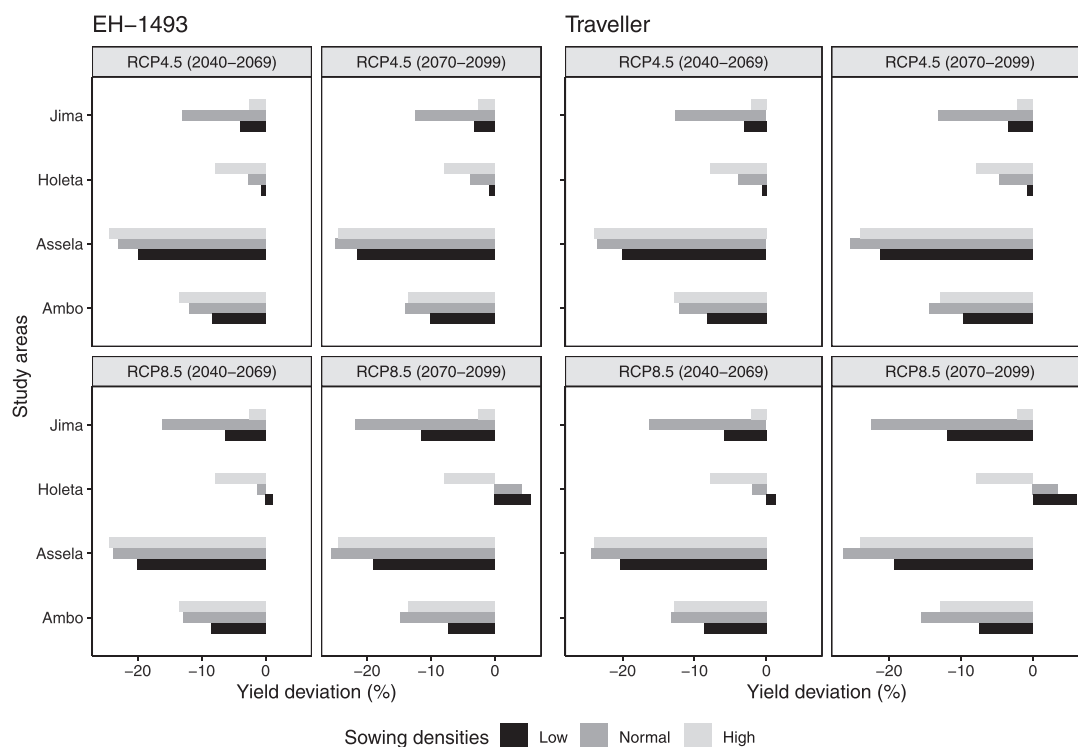 EH−1493 Traveller
RCP4.5 (2040−2069) RCP4.5 (2070−2099) RCP4.5 (2040−2069) RCP4.5 (2070−2099)
Jima
Holeta
Assela
Ambo
Study areas
RCP8.5 (2040−2069) RCP8.5 (2070−2099) RCP8.5 (2040−2069) RCP8.5 (2070−2099)
Jima
Holeta
Assela
Ambo
−20 −10 0 −20 −10 0 −20 −10 0 −20 −10 0
Yield deviation (%) Yield deviation (%)
Sowing densities Low Normal High